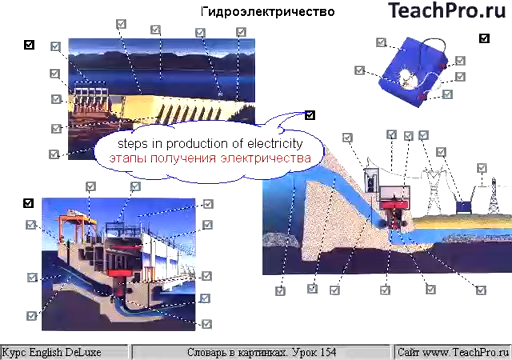 Гидроэлектричество
TeachPro.ru
steps in production of electricity
этапы получения электричества
Курс English DeLuxe
Словарь в картинках. Урок 154
Сайт www.TeachPro.ru